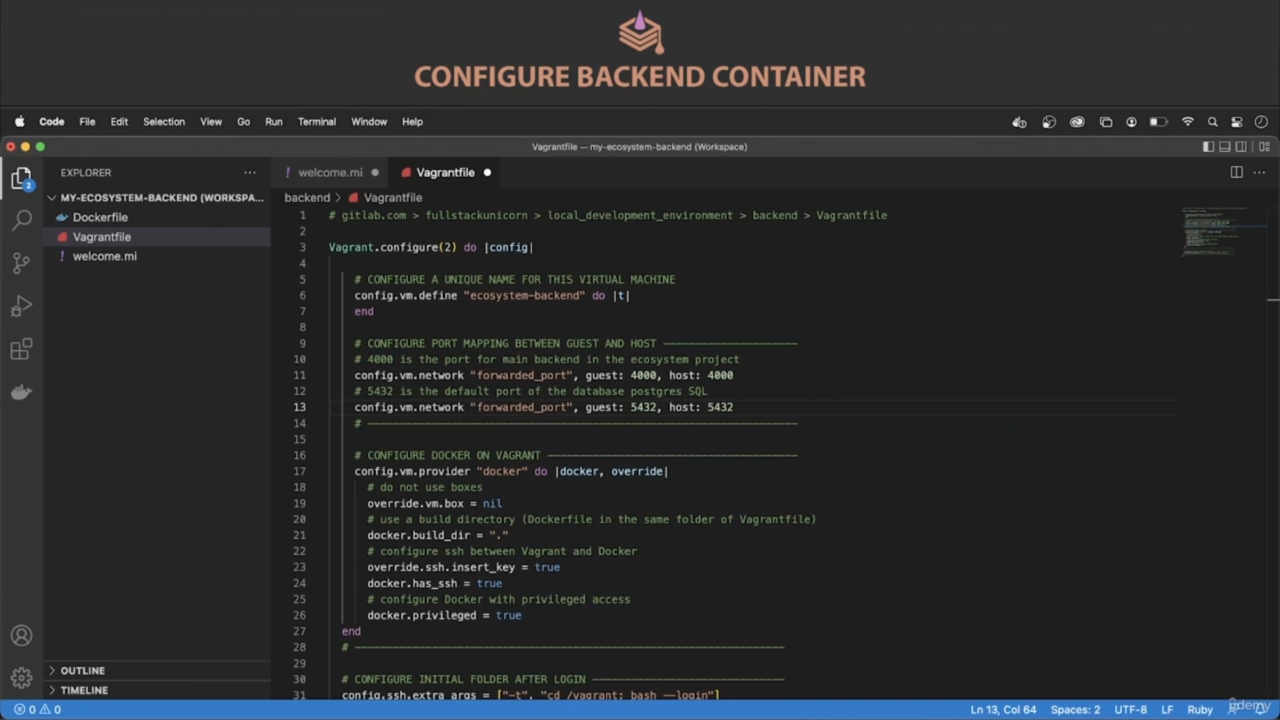 CONFIGURE BACKEND CONTAINER
Code File Edit Selection View Go Run Terminal Window Help
Vagrantfile — my-ecosystem-backend (Workspace)
EXPLORER
welcome.mi
Vagrantfile
MY-ECOSYSTEM-BACKEND (WORKSPA...
backend > Vagrantfile
Dockerfile
Vagrantfile
welcome.mi
2
1 # gitlab.com > fullstackunicorn > local_development_environment > backend > Vagrantfile
2
3 Vagrant.configure(2) do |config|
4
5 # CONFIGURE A UNIQUE NAME FOR THIS VIRTUAL MACHINE
6 config.vm.define "ecosystem-backend" do |t|
7 end
8
9 # CONFIGURE PORT MAPPING BETWEEN GUEST AND HOST —————————————————————
10 # 4000 is the port for main backend in the ecosystem project
11 config.vm.network "forwarded_port", guest: 4000, host: 4000
12 # 5432 is the default port of the database postgres SQL
13 config.vm.network "forwarded_port", guest: 5432, host: 5432
14 # ———————————————————————————————————————————————————————————————————
15
16 # CONFIGURE DOCKER ON VAGRANT ———————————————————————————————————————
17 config.vm.provider "docker" do |docker, override|
18 # do not use boxes
19 override.vm.box = nil
20 # use a build directory (Dockerfile in the same folder of Vagrantfile)
21 docker.build_dir = "."
22 # configure ssh between Vagrant and Docker
23 override.ssh.insert_key = true
24 docker.has_ssh = true
25 # configure Docker with privileged access
26 docker.privileged = true
27 end
28 # ———————————————————————————————————————————————————————————————————
29
30 # CONFIGURE INITIAL FOLDER AFTER LOGIN ——————————————————————————————
31 config.ssh.extra_args = ["-t", "cd /vagrant; bash --login"]
OUTLINE
TIMELINE
0 0
Ln 13, Col 64 Spaces: 2 UTF-8 LF Ruby
ûdemy